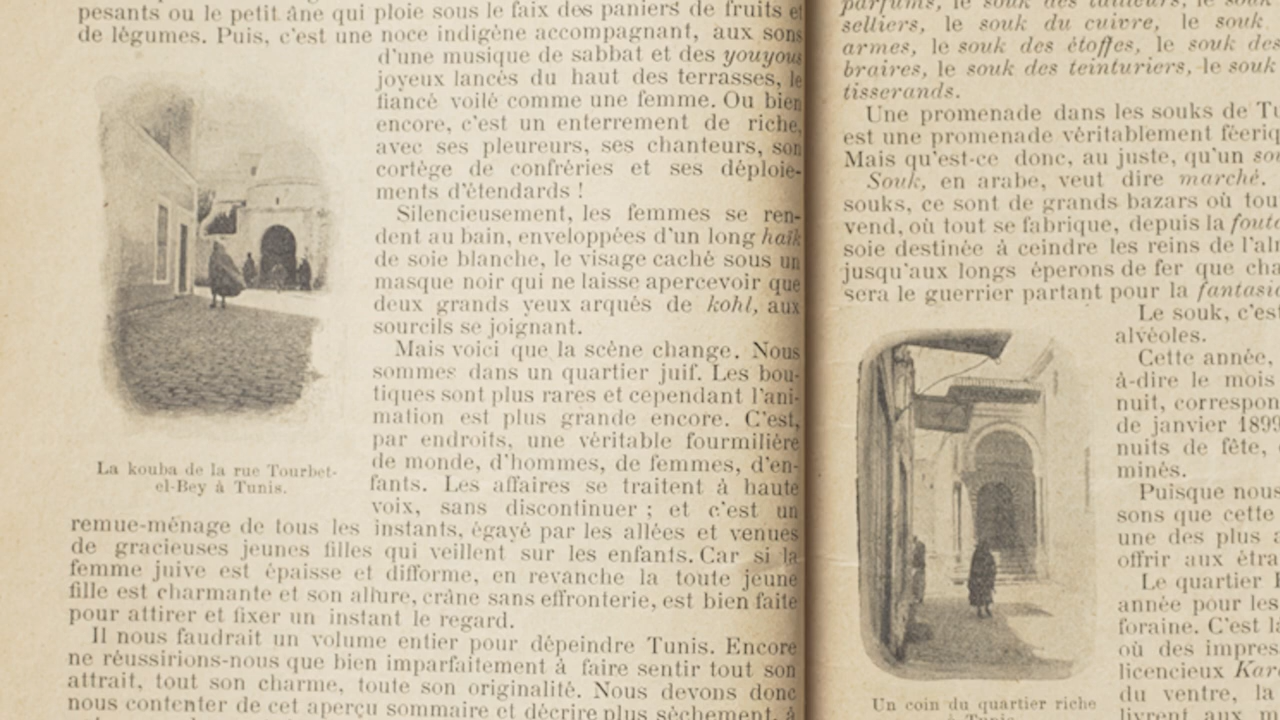 pesants ou le petit âne qui ploie sous le faix des paniers de fruits et
de légumes. Puis, c'est une noce indigène accompagnant, aux sons
d'une musique de sabbat et des youyous
joyeux lancés du haut des terrasses, le
fiancé voilé comme une femme. Ou bien
encore, c'est un enterrement de riche,
avec ses pleureurs, ses chanteurs, son
cortège de confréries et ses déploie-
ments d'étendards !
Silencieusement, les femmes se ren-
dent au bain, enveloppées d'un long haïk
de soie blanche, le visage caché sous un
masque noir qui ne laisse apercevoir que
deux grands yeux arqués de kohl, aux
sourcils se joignant.
Mais voici que la scène change. Nous
sommes dans un quartier juif. Les bou-
tiques sont plus rares et cependant l'ani-
mation est plus grande encore. C'est,
par endroits, une véritable fourmilière
de monde, d'hommes, de femmes, d'en-
fants. Les affaires se traitent à haute
voix, sans discontinuer ; et c'est un
La kouba de la rue Tourbet-
el-Bey à Tunis.
remue-ménage de tous les instants, égayé par les allées et venues
de gracieuses jeunes filles qui veillent sur les enfants. Car si la
femme juive est épaisse et difforme, en revanche la toute jeune
fille est charmante et son allure, crâne sans effronterie, est bien faite
pour attirer et fixer un instant le regard.
Il nous faudrait un volume entier pour dépeindre Tunis. Encore
ne réussirions-nous que bien imparfaitement à faire sentir tout son
attrait, tout son charme, toute son originalité. Nous devons donc
nous contenter de cet aperçu sommaire et décrire plus sèchement, à
parfums, le souk des tailleurs, le souk
selliers, le souk du cuivre, le souk
armes, le souk des étoffes, le souk des
braires, le souk des teinturiers, le souk
tisserands.
Une promenade dans les souks de Tu
est une promenade véritablement féeriq
Mais qu'est-ce donc, au juste, qu'un sou
Souk, en arabe, veut dire marché.
souks, ce sont de grands bazars où tou
vend, où tout se fabrique, depuis la fout
soie destinée à ceindre les reins de l'al
jusqu'aux longs éperons de fer que cha
sera le guerrier partant pour la fantasi
Le souk, c'est
alvéoles.
Cette année,
à-dire le mois
nuit, correspon
de janvier 1899
nuits de fête,
minés.
Puisque nous
sons que cette
une des plus a
offrir aux étra
Le quartier
année pour les
foraine. C'est la
où des impres
licencieux Kar
du ventre, la
livrent aux m
Un coin du quartier riche
à Tunis.